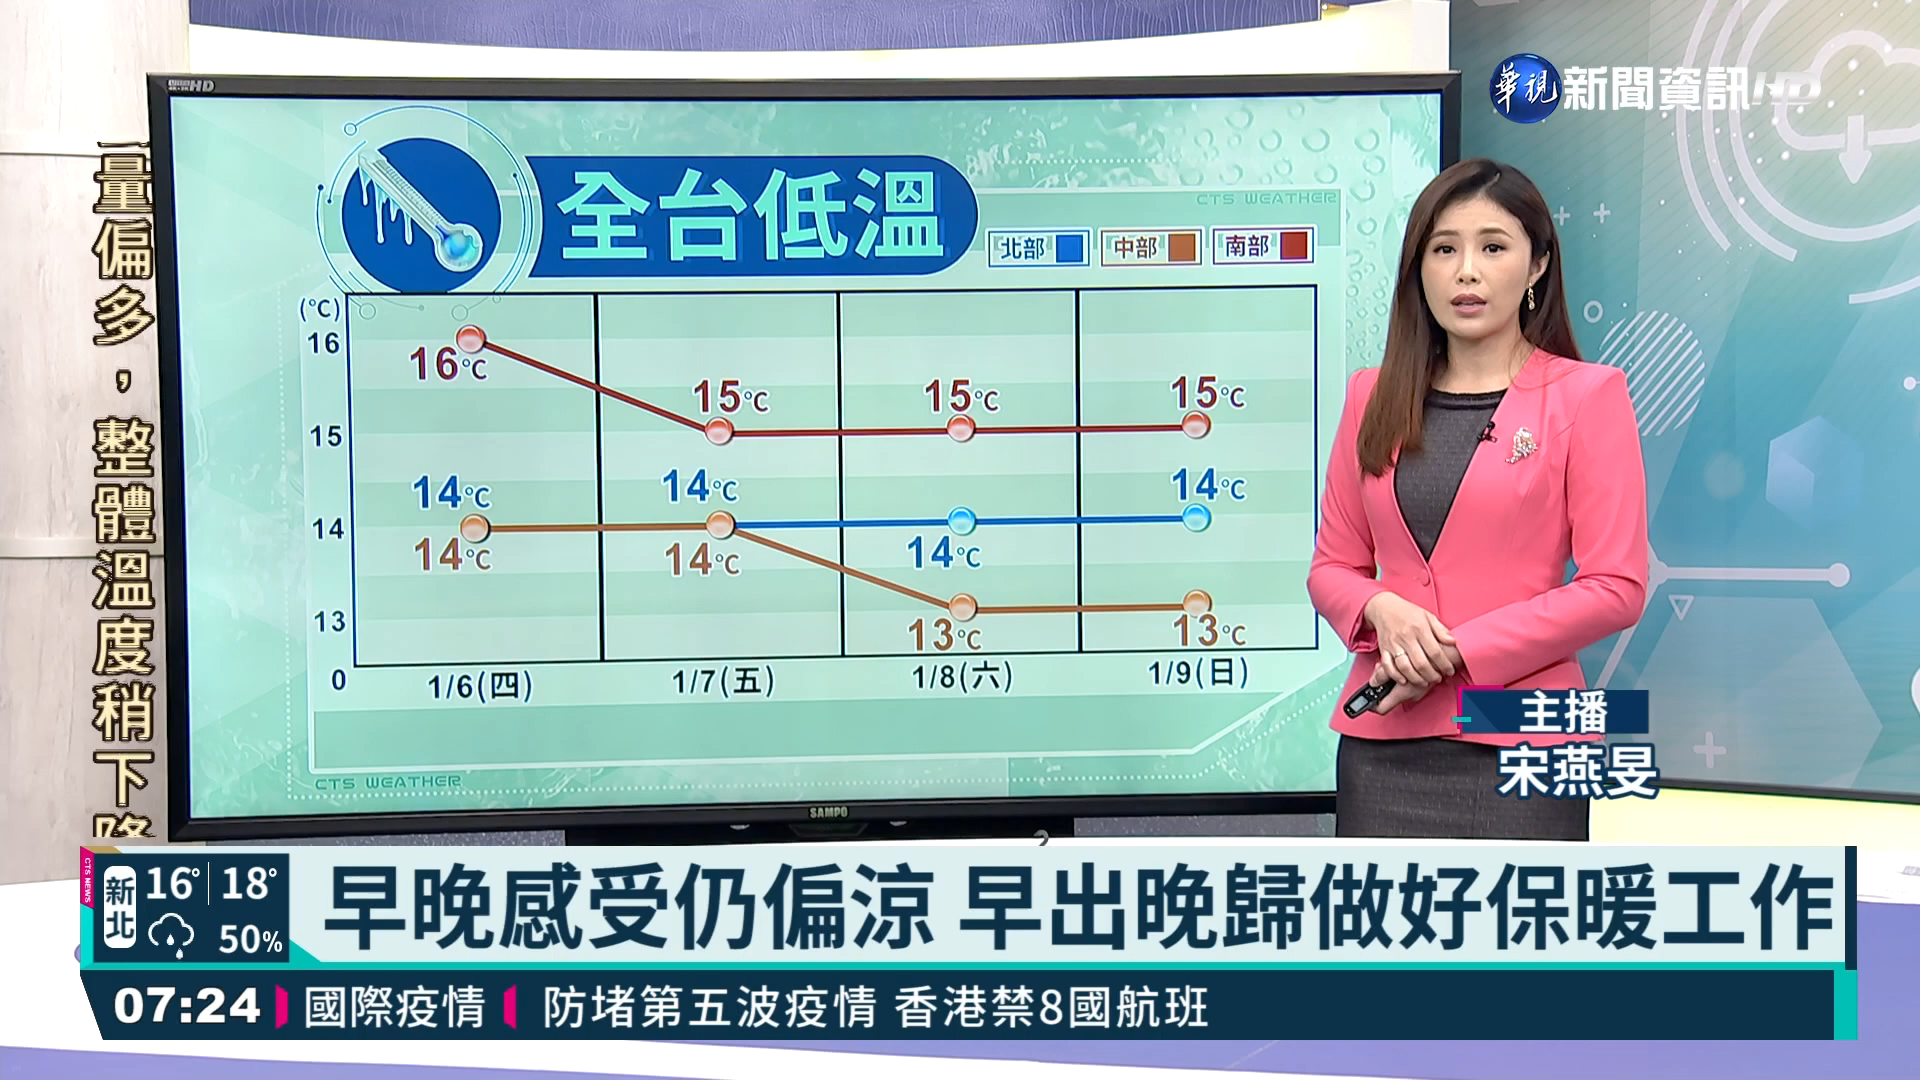 華視新聞資訊HD
量偏多，整體溫度稍下降
HD
全台低溫
CTS WEATHER
北部 中部 南部
(°C)
16
15
14
13
0
16°C
15°C
15°C
15°C
14°C
14°C
14°C
14°C
14°C
14°C
13°C
13°C
1/6(四)
1/7(五)
1/8(六)
1/9(日)
CTS WEATHER
SAMPO
主播
宋燕旻
CTS NEWS
新北
16° 18°
50%
早晚感受仍偏涼 早出晚歸做好保暖工作
07:24 國際疫情 防堵第五波疫情 香港禁8國航班